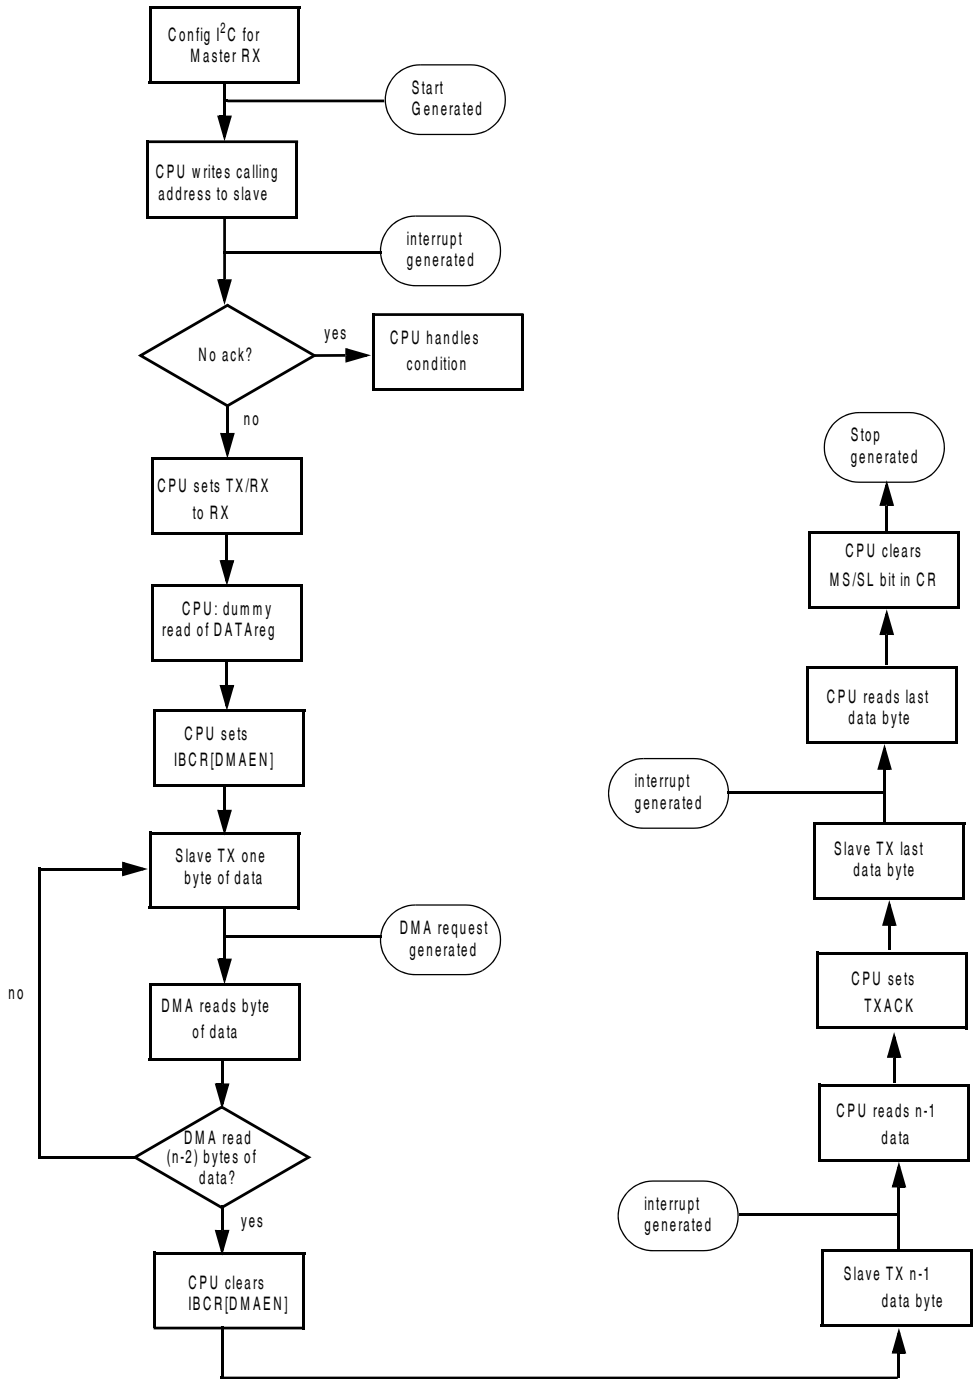 Config I²C for
Master RX
Start
Generated
CPU writes calling
address to slave
interrupt
generated
No ack?
yes
CPU handles
condition
no
CPU sets TX/RX
to RX
CPU: dummy
read of DATAreg
CPU sets
IBCR[DMAEN]
Slave TX one
byte of data
DMA request
generated
no
DMA reads byte
of data
DMA read
(n-2) bytes of
data?
yes
CPU clears
IBCR[DMAEN]
Slave TX n-1
data byte
interrupt
generated
CPU reads n-1
data
CPU sets
TXACK
Slave TX last
data byte
interrupt
generated
CPU reads last
data byte
CPU clears
MS/SL bit in CR
Stop
generated